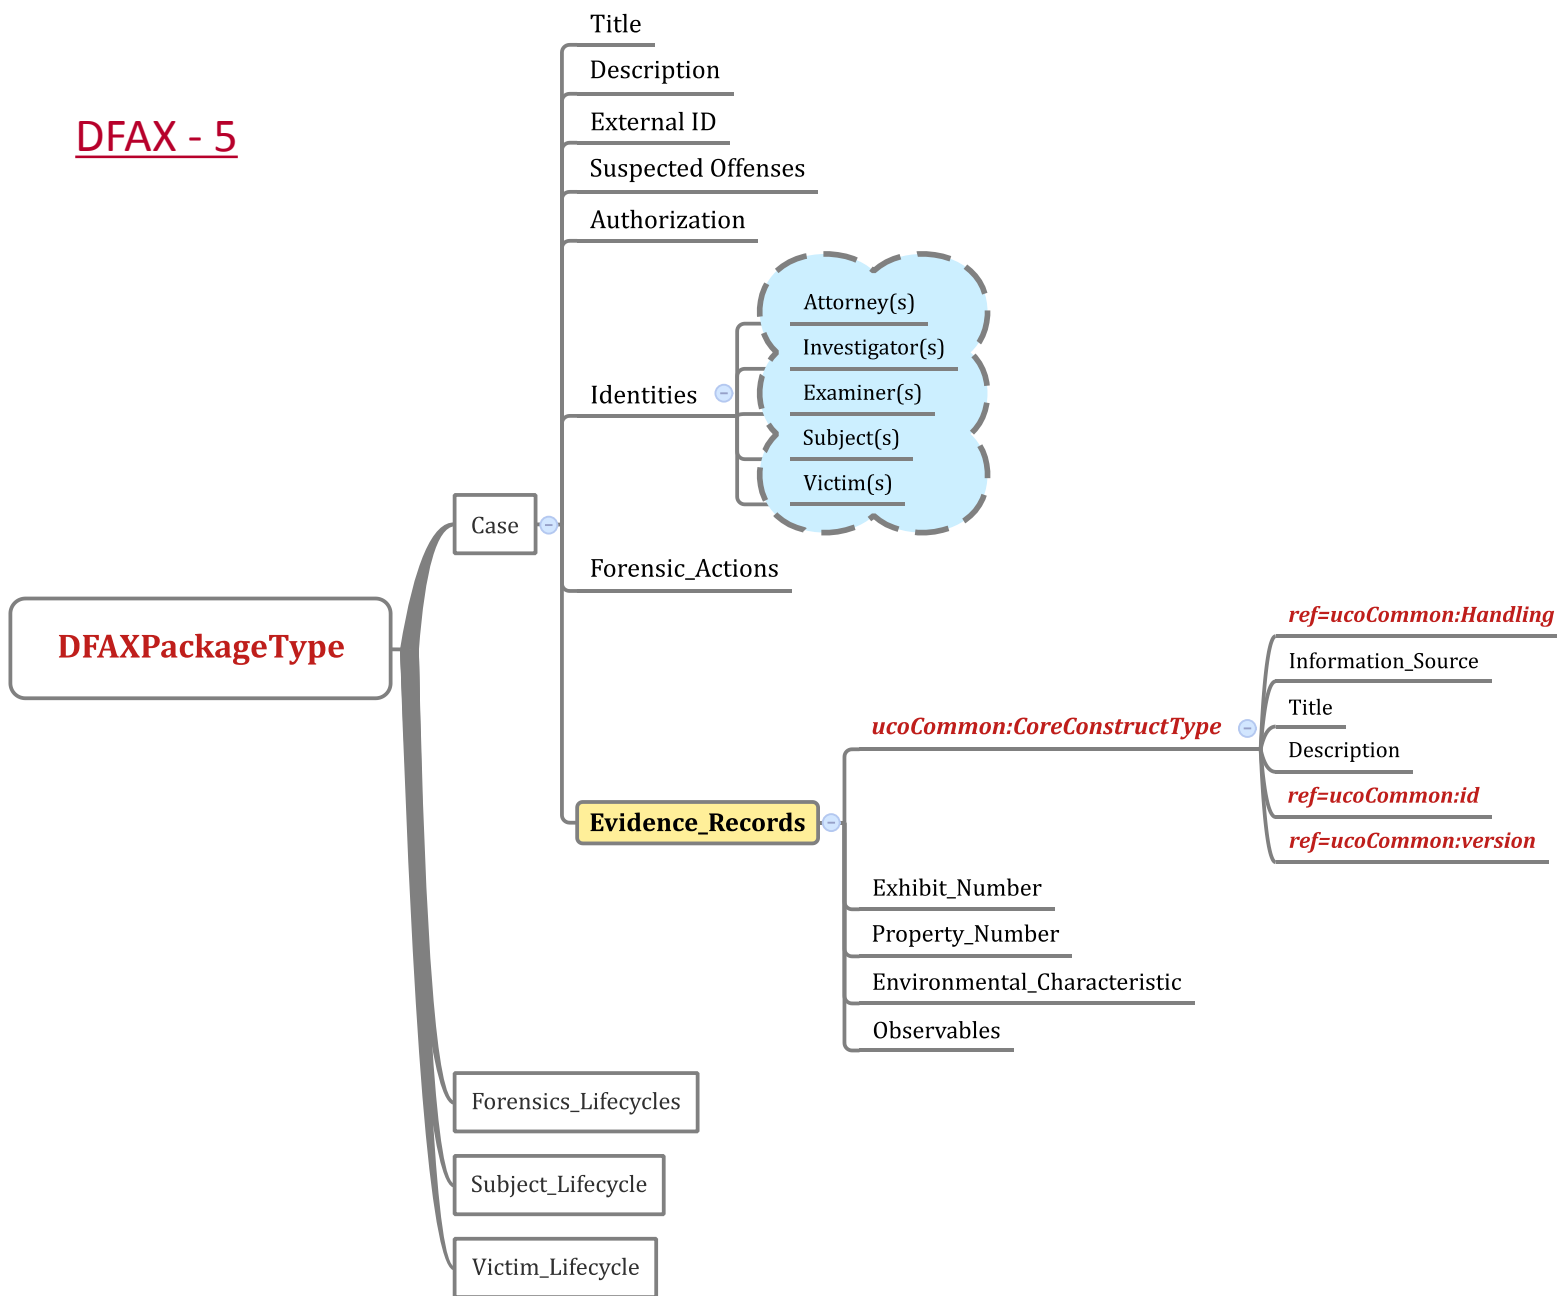 Title
Description
DFAX - 5
External ID
Suspected Offenses
Authorization
Attorney(s)
Investigator(s)
Identities
Examiner(s)
Subject(s)
Victim(s)
Case
Forensic_Actions
DFAXPackageType
ref=ucoCommon:Handling
Information_Source
Title
ucoCommon:CoreConstructType
Description
ref=ucoCommon:id
Evidence_Records
ref=ucoCommon:version
Exhibit_Number
Property_Number
Environmental_Characteristic
Observables
Forensics_Lifecycles
Subject_Lifecycle
Victim_Lifecycle